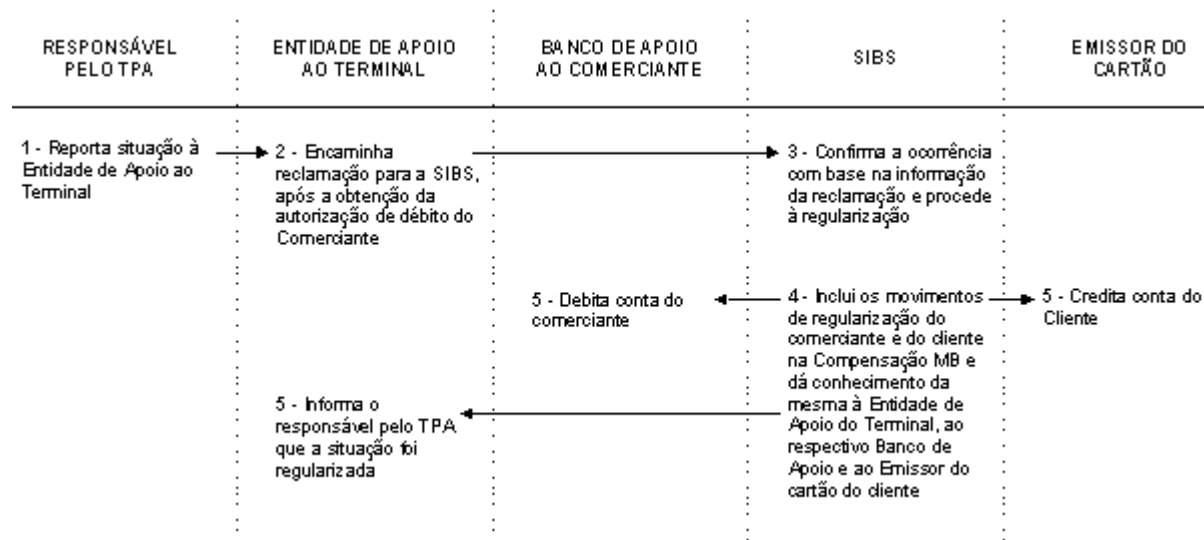 RESPONSÁVEL
PELO TPA
ENTIDADE DE APOIO
AO TERMINAL
BANCO DE APOIO
AO COMERCIANTE
SIBS
EMISSOR DO
CARTÃO
1 - Reporta situação à
Entidade de Apoio ao
Terminal
2 - Encaminha
reclamação para a SIBS,
após a obtenção da
autorização de débito do
Comerciante
3 - Confirma a ocorrência
com base na informação
da reclamação e procede
à regularização
5 - Debita conta do
comerciante
4 - Inclui os movimentos
de regularização do
comerciante e do cliente
na Compensação MB e
dá conhecimento da
mesma à Entidade de
Apoio do Terminal, ao
respectivo Banco de
Apoio e ao Emissor do
cartão do cliente
5 - Credita conta do
Cliente
5 - Informa o
responsável pelo TPA
que a situação foi
regularizada